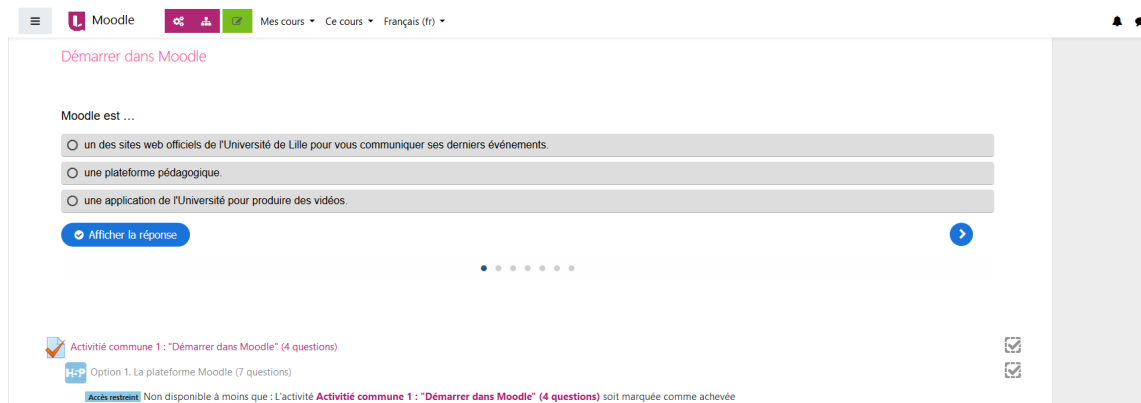 Moodle Mes cours Ce cours Français (fr)
Démarrer dans Moodle
Moodle est …
un des sites web officiels de l'Université de Lille pour vous communiquer ses derniers événements.
une plateforme pédagogique.
une application de l'Université pour produire des vidéos.
Afficher la réponse
Activitié commune 1 : "Démarrer dans Moodle" (4 questions)
H5P Option 1. La plateforme Moodle (7 questions)
Accès restreint Non disponible à moins que : L'activité Activitié commune 1 : "Démarrer dans Moodle" (4 questions) soit marquée comme achevée